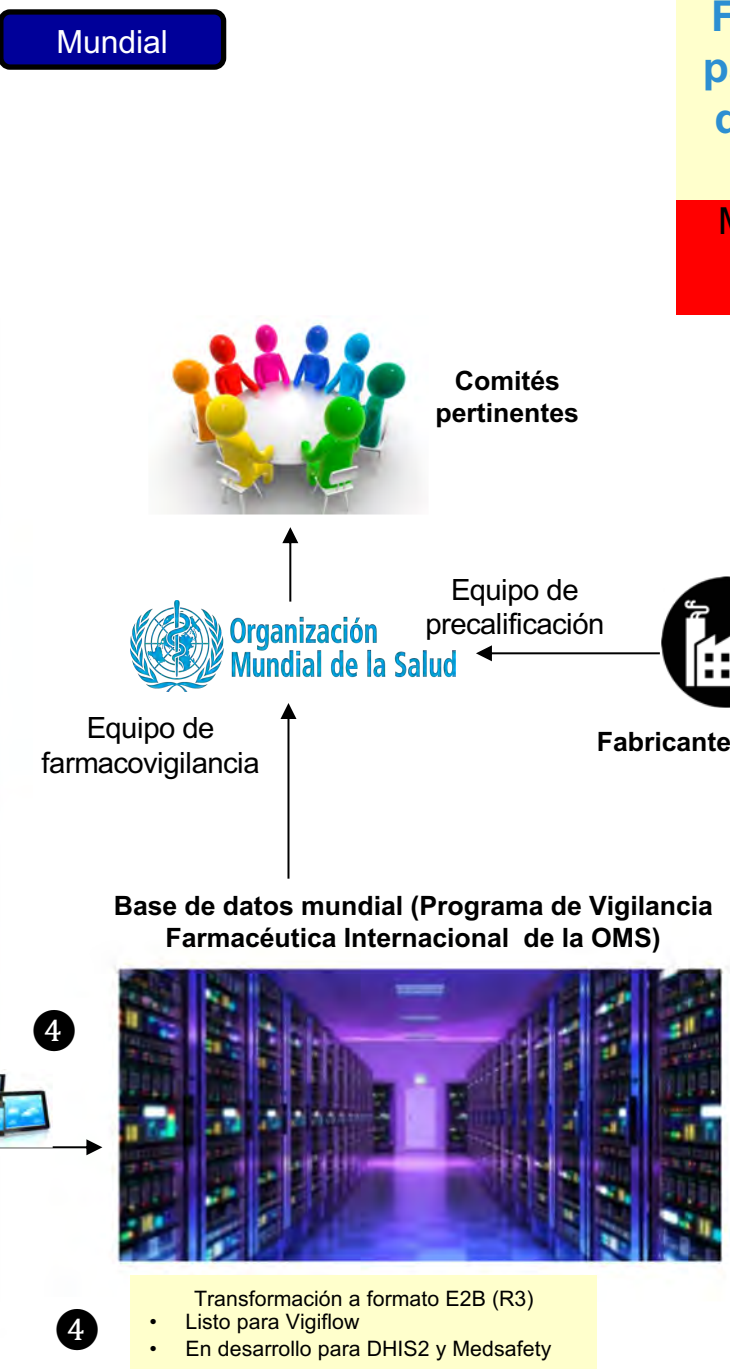 Mundial
Comités
pertinentes
Equipo de
precalificación
Organización
Mundial de la Salud
Equipo de
farmacovigilancia
Fabricante
Base de datos mundial (Programa de Vigilancia
Farmacéutica Internacional de la OMS)
4
4
Transformación a formato E2B (R3)
• Listo para Vigiflow
• En desarrollo para DHIS2 y Medsafety